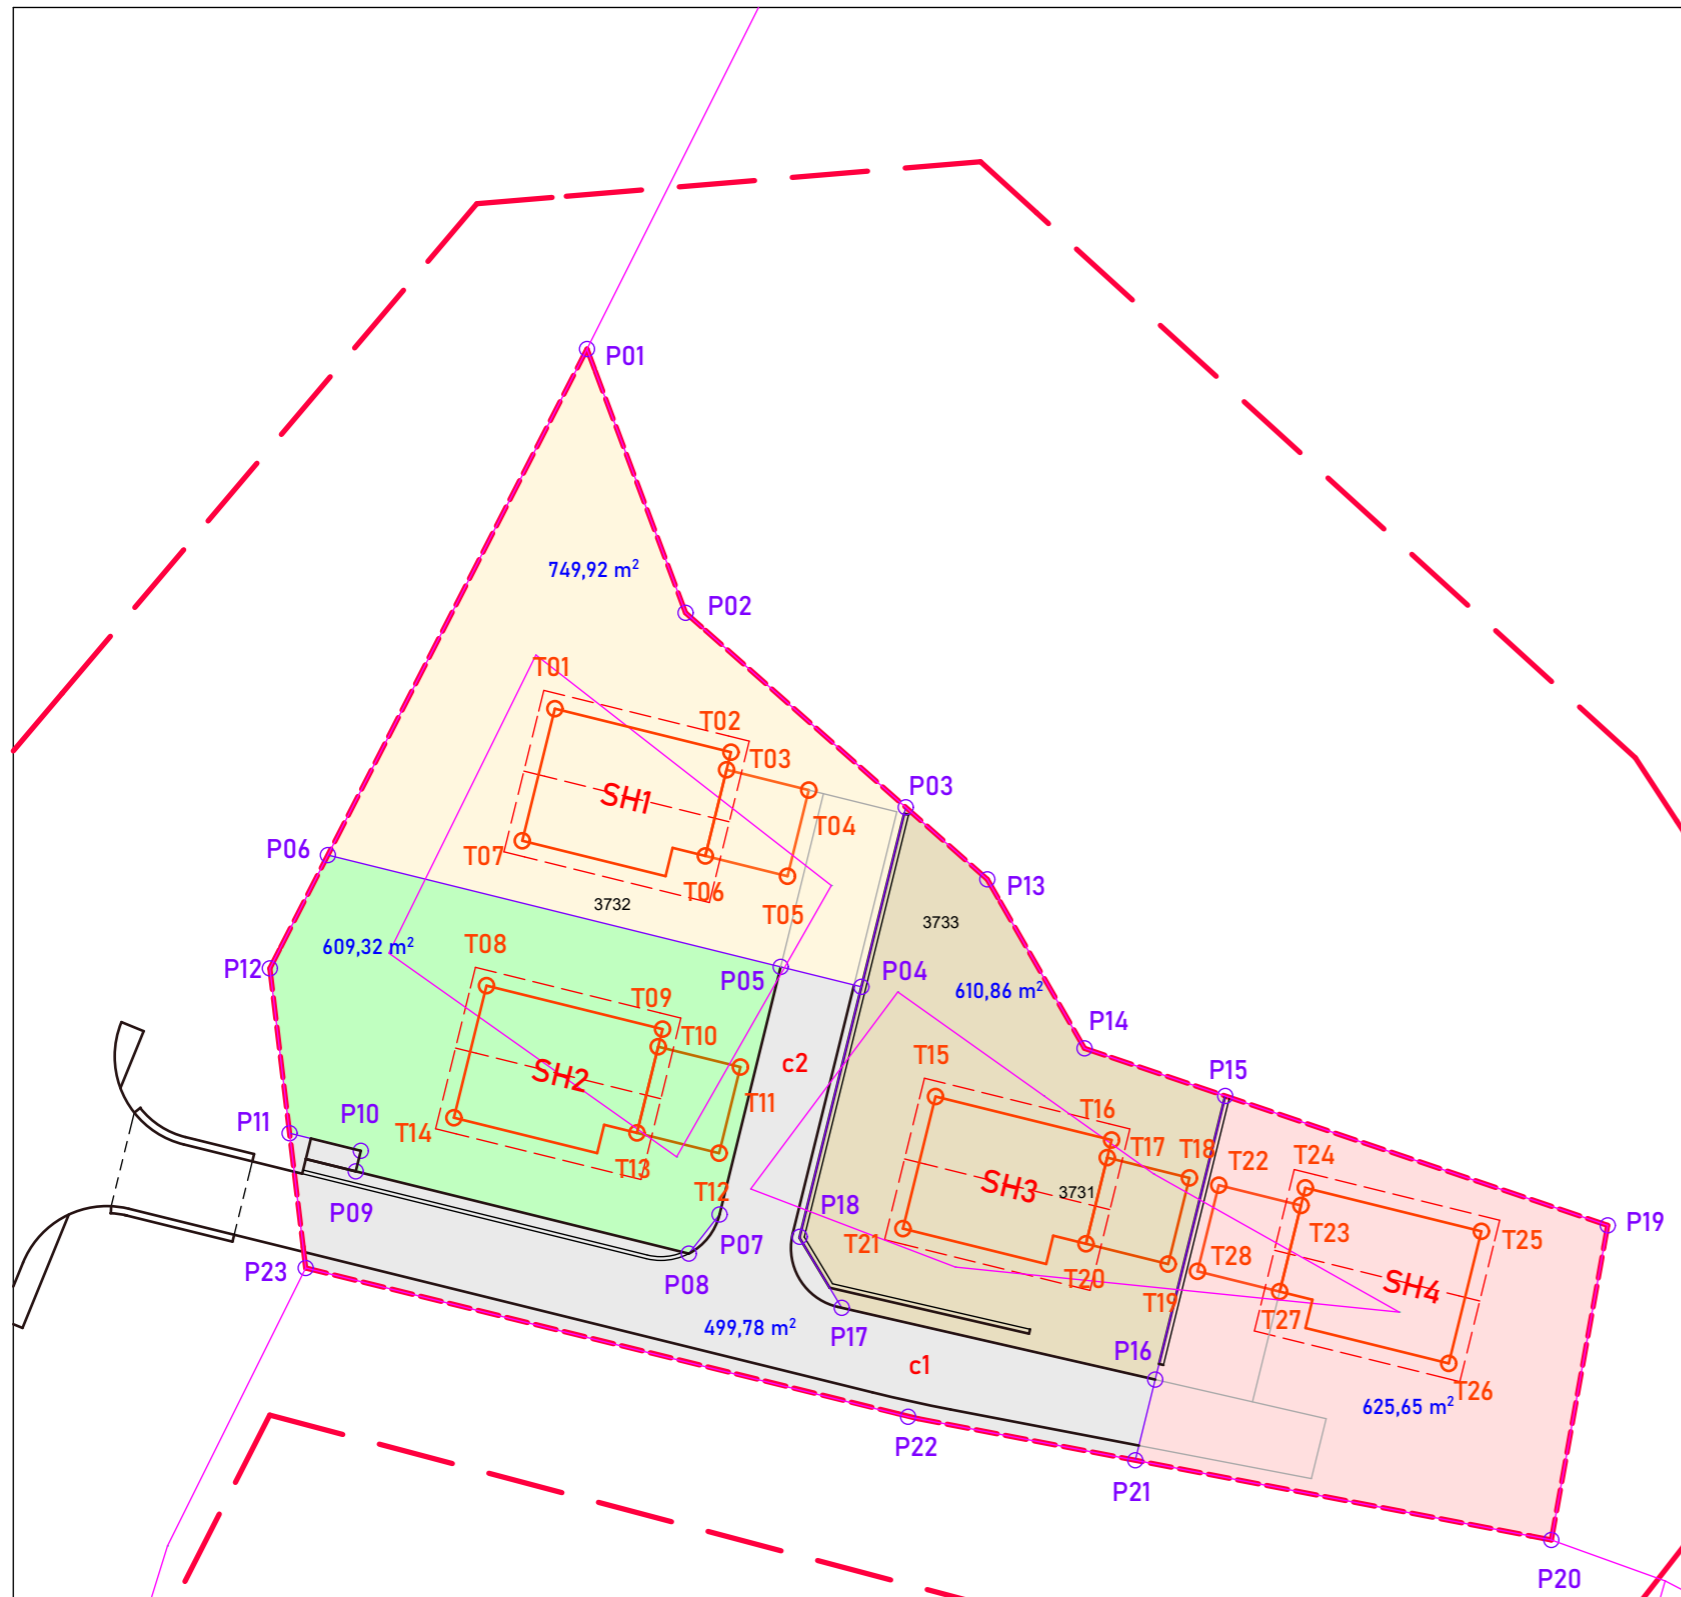 P01
749,92 m²
P02
T01
T02
T03
SH1
P03
T04
T07
P06
T06
T05
3732
P13
3733
609,32 m²
T08
P12
P05
P04
610,86 m²
T09
T10
P14
SH2
c2
T11
T15
P15
T14
P11
P10
T13
T16
T17
T18
T22
T24
SH3
3731
P09
T12
P07
P18
T21
T20
T19
T28
T23
T25
P19
P23
P08
SH4
499,78 m²
P17
T27
c1
P16
T26
625,65 m²
P22
P21
P20